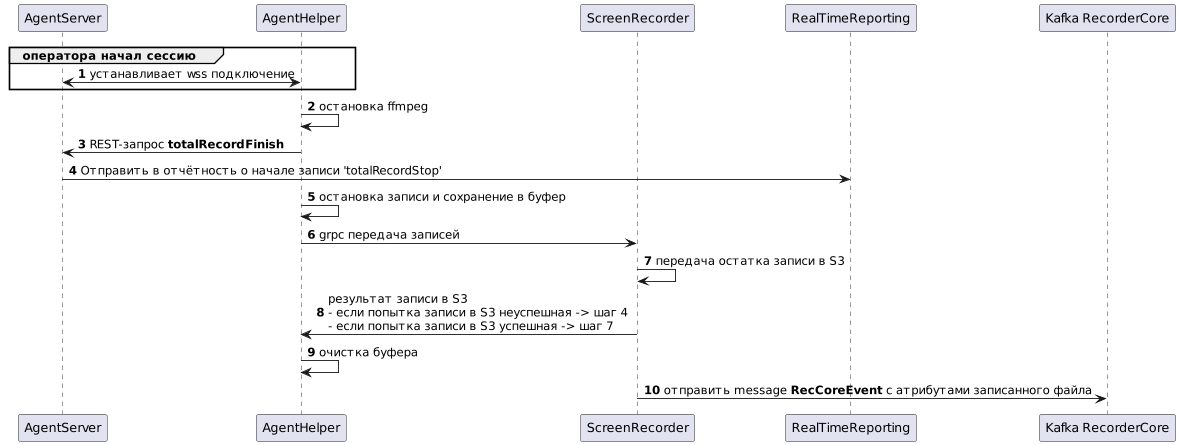 AgentServer AgentHelper ScreenRecorder RealTimeReporting Kafka RecorderCore
оператора начал сессию
1 устанавливает wss подключение
2 остановка ffmpeg
3 REST-запрос totalRecordFinish
4 Отправить в отчётность о начале записи 'totalRecordStop'
5 остановка записи и сохранение в буфер
6 grpc передача записей
7 передача остатка записи в S3
результат записи в S3
8 - если попытка записи в S3 неуспешная -> шаг 4
- если попытка записи в S3 успешная -> шаг 7
9 очистка буфера
10 отправить message RecCoreEvent с атрибутами записанного файла
AgentServer AgentHelper ScreenRecorder RealTimeReporting Kafka RecorderCore